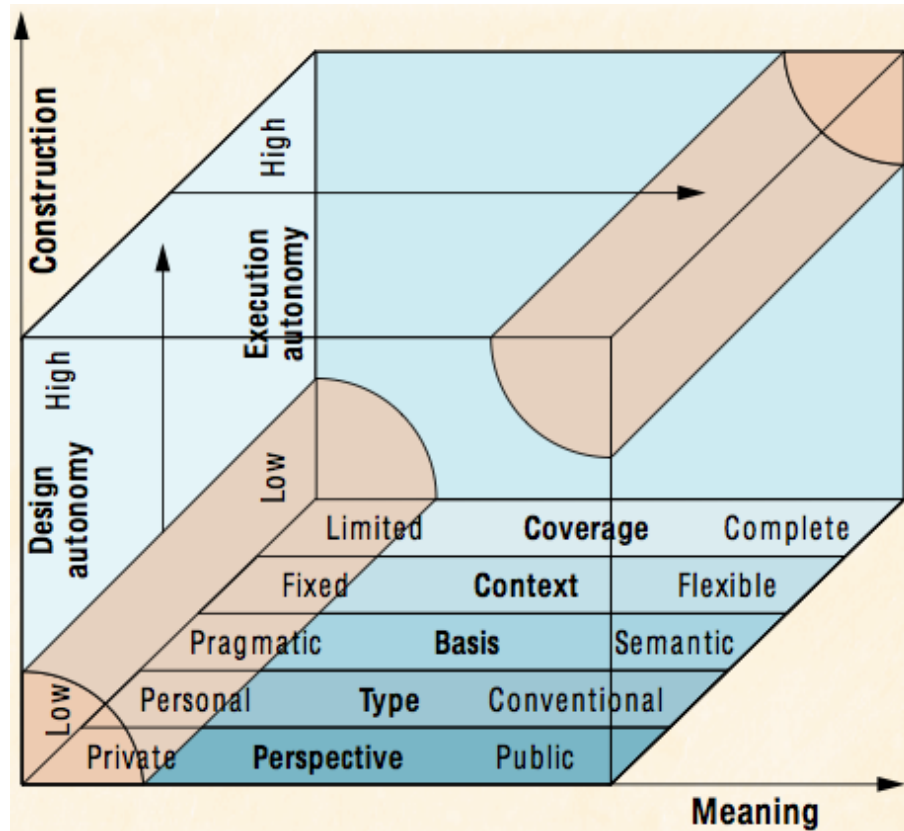 Construction
High
Execution
autonomy
High
Design
autonomy
Low
Low
Limited Coverage Complete
Fixed Context Flexible
Pragmatic Basis Semantic
Personal Type Conventional
Private Perspective Public
Meaning